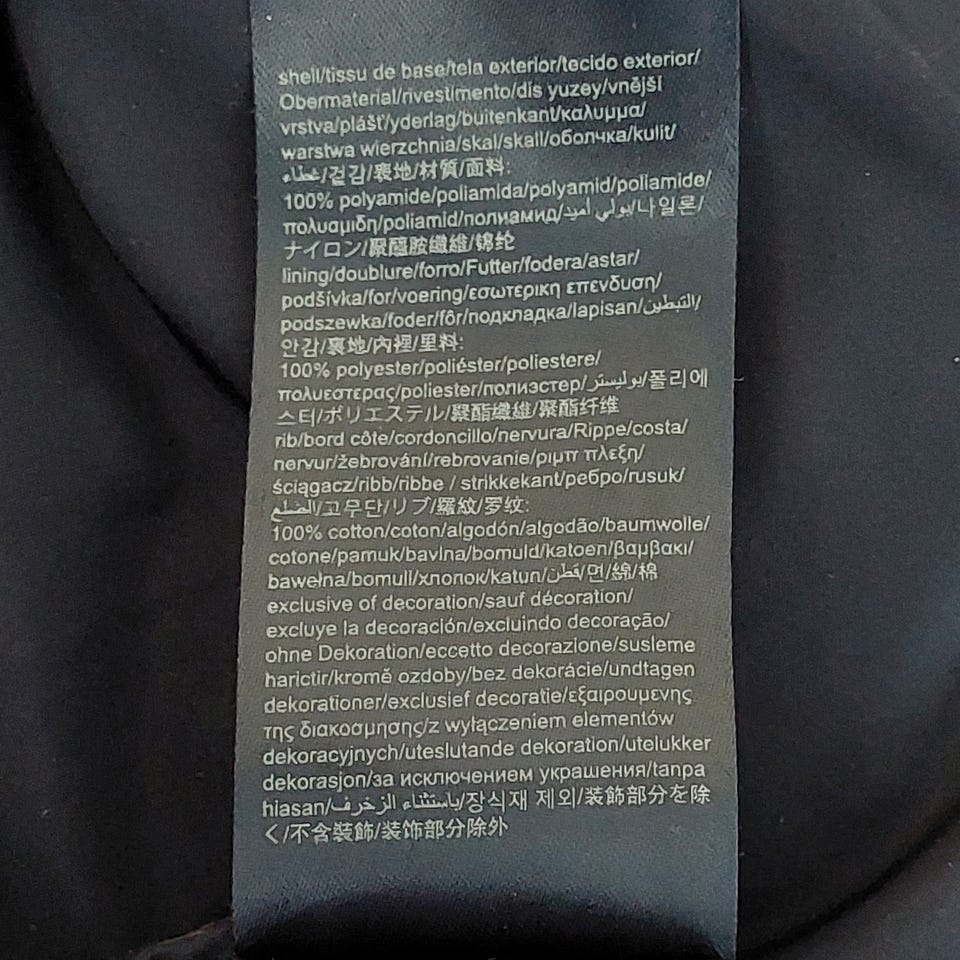 shell/tissu de base/tela exterior/tecido exterior/
Obermaterial/rivestimento/dis yuzey/vnější
vrstva/plášť/yderlag/buitenkant/καλυμμα/
warstwa wierzchnia/skal/skall/оболчка/kulit/
غطاء/겉감/裹地/材質/面料:
100% polyamide/poliamida/polyamid/poliamide/
πολυαμιδη/poliamid/полиамид/بولي أميد/나일론/
ナイロン/聚醯胺纖維/锦纶
lining/doublure/forro/Futter/fodera/astar/
podšívka/for/voering/εσωτερικη επενδυση/
podszewka/foder/fôr/подкладка/lapisan/التبطين/
안감/裏地/內裡/里料:
100% polyester/poliéster/poliestere/
πολυεστερας/poliester/полиэстер/بوليستر/폴리에
스터/ポリエステル/聚酯纖維/聚酯纤维
rib/bord côte/cordoncillo/nervura/Rippe/costa/
nervur/žebrování/rebrovanie/ριμπ πλεξη/
ściągacz/ribb/ribbe / strikkekant/ребро/rusuk/
الضلع/고무단/リブ/羅紋/罗纹:
100% cotton/coton/algodón/algodão/baumwolle/
cotone/pamuk/bavlna/bomuld/katoen/βαμβακι/
bawełna/bomull/хлопок/katun/قطن/면/綿/棉
exclusive of decoration/sauf décoration/
excluye la decoración/excluindo decoração/
ohne Dekoration/eccetto decorazione/susleme
harictir/kromě ozdoby/bez dekorácie/undtagen
dekorationer/exclusief decoratie/εξαιρουμενης
της διακοσμησης/z wyłączeniem elementów
dekoracyjnych/uteslutande dekoration/utelukker
dekorasjon/за исключением украшения/tanpa
hiasan/باستثناء الزخرف/장식재 제외/装飾部分を除
く/不含裝飾/装饰部分除外